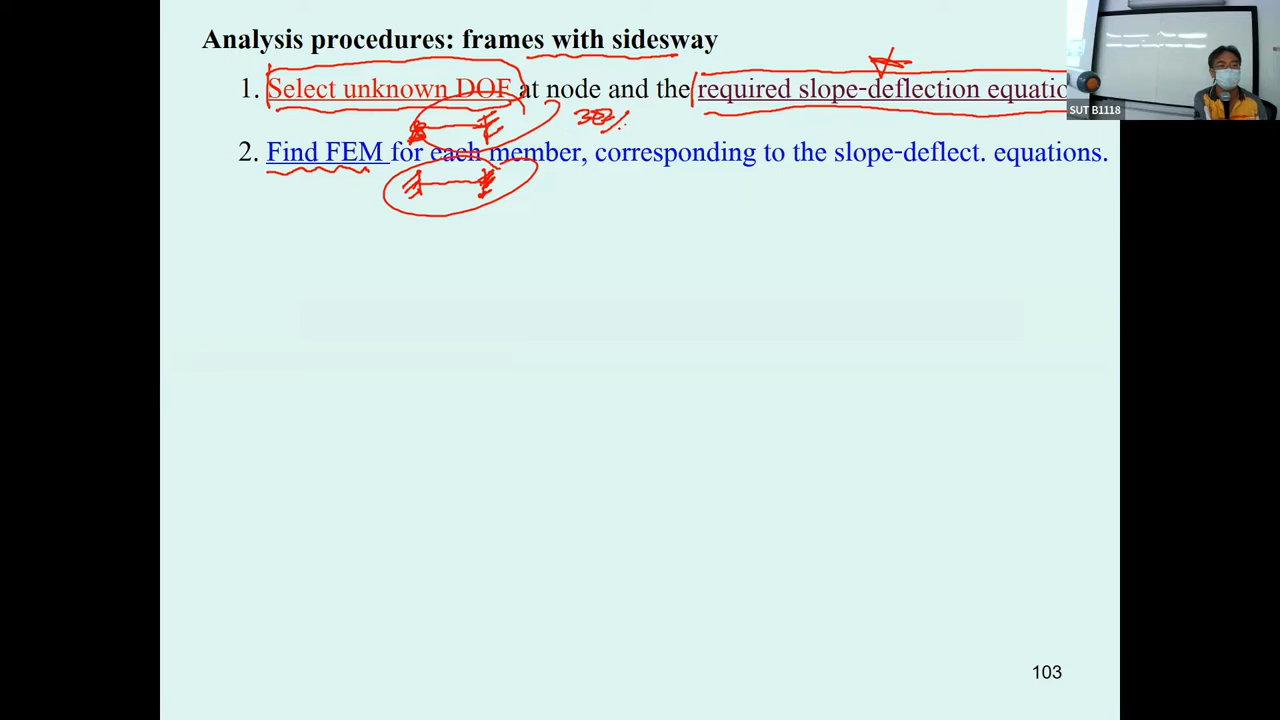 Analysis procedures: frames with sidesway
1. Select unknown DOF at node and the required slope-deflection equatio
SUT B1118
2. Find FEM for each member, corresponding to the slope-deflect. equations.
103